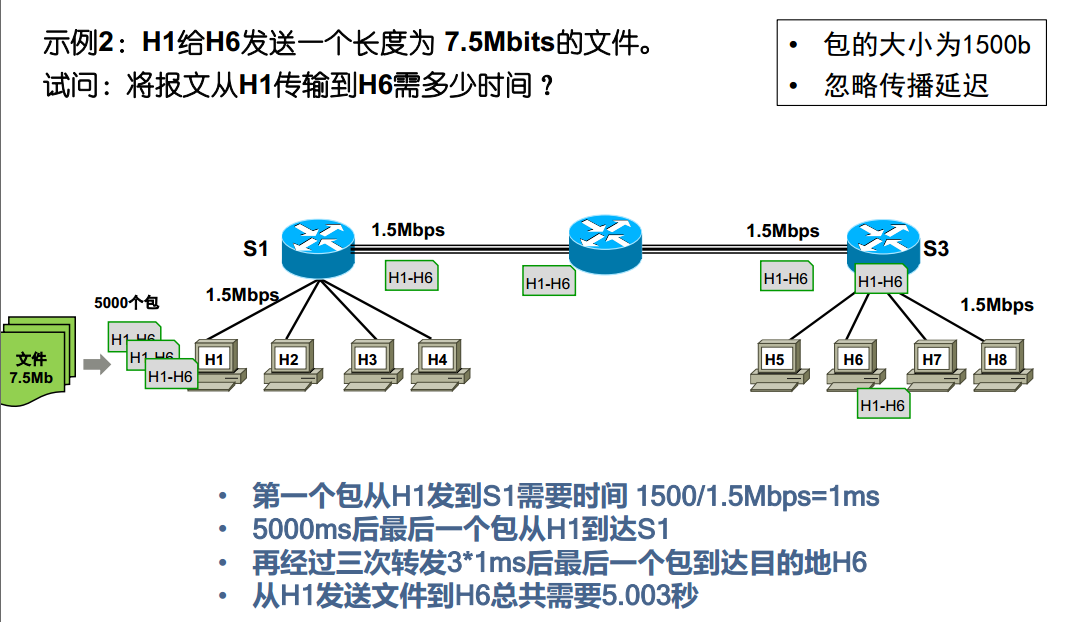 示例2：H1给H6发送一个长度为 7.5Mbits的文件。
试问：将报文从H1传输到H6需多少时间？
• 包的大小为1500b
• 忽略传播延迟
S1
1.5Mbps
1.5Mbps
S3
H1-H6
H1-H6
H1-H6
H1-H6
5000个包
1.5Mbps
1.5Mbps
文件
7.5Mb
H1-H6
H1-H6
H1-H6
H1
H2
H3
H4
H5
H6
H7
H8
H1-H6
• 第一个包从H1发到S1需要时间 1500/1.5Mbps=1ms
• 5000ms后最后一个包从H1到达S1
• 再经过三次转发3*1ms后最后一个包到达目的地H6
• 从H1发送文件到H6总共需要5.003秒